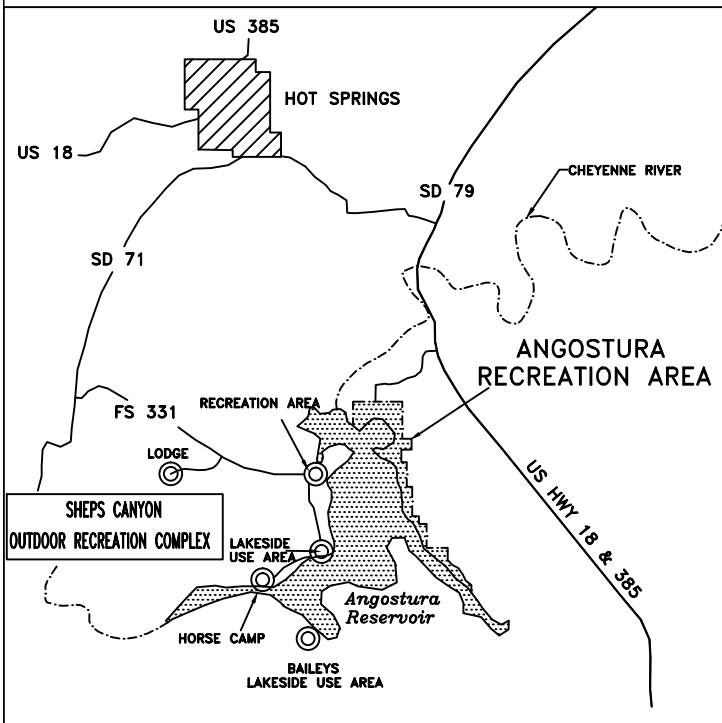 US 385
HOT SPRINGS
US 18
SD 79
CHEYENNE RIVER
SD 71
ANGOSTURA
RECREATION AREA
RECREATION AREA
FS 331
LODGE
US HWY 18 & 385
SHEPS CANYON
OUTDOOR RECREATION COMPLEX
LAKESIDE
USE AREA
Angostura
Reservoir
HORSE CAMP
BAILEYS
LAKESIDE USE AREA